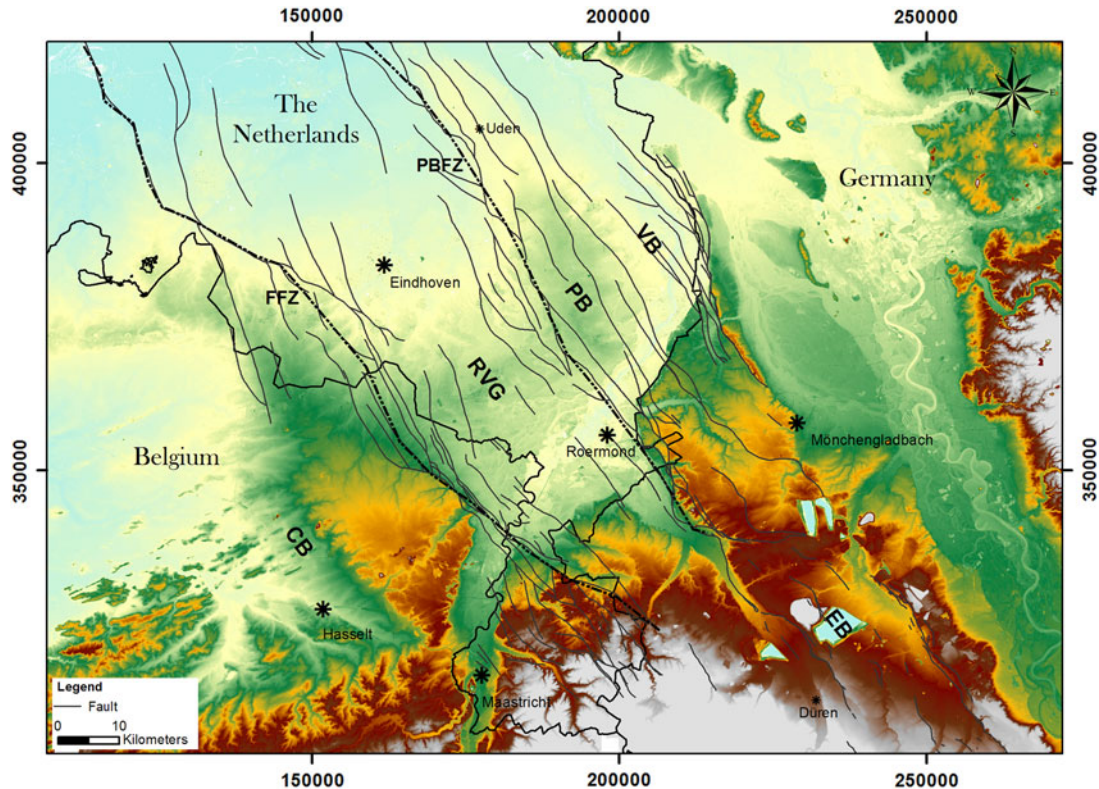 150000
200000
250000
N
W
E
S
The
Netherlands
Uden
PBFZ
400000
400000
Germany
VB
Eindhoven
FFZ
PB
RVG
Mönchengladbach
Roermond
Belgium
350000
350000
CB
Hasselt
EB
Maastricht
Düren
Legend
Fault
0 10
Kilometers
150000
200000
250000